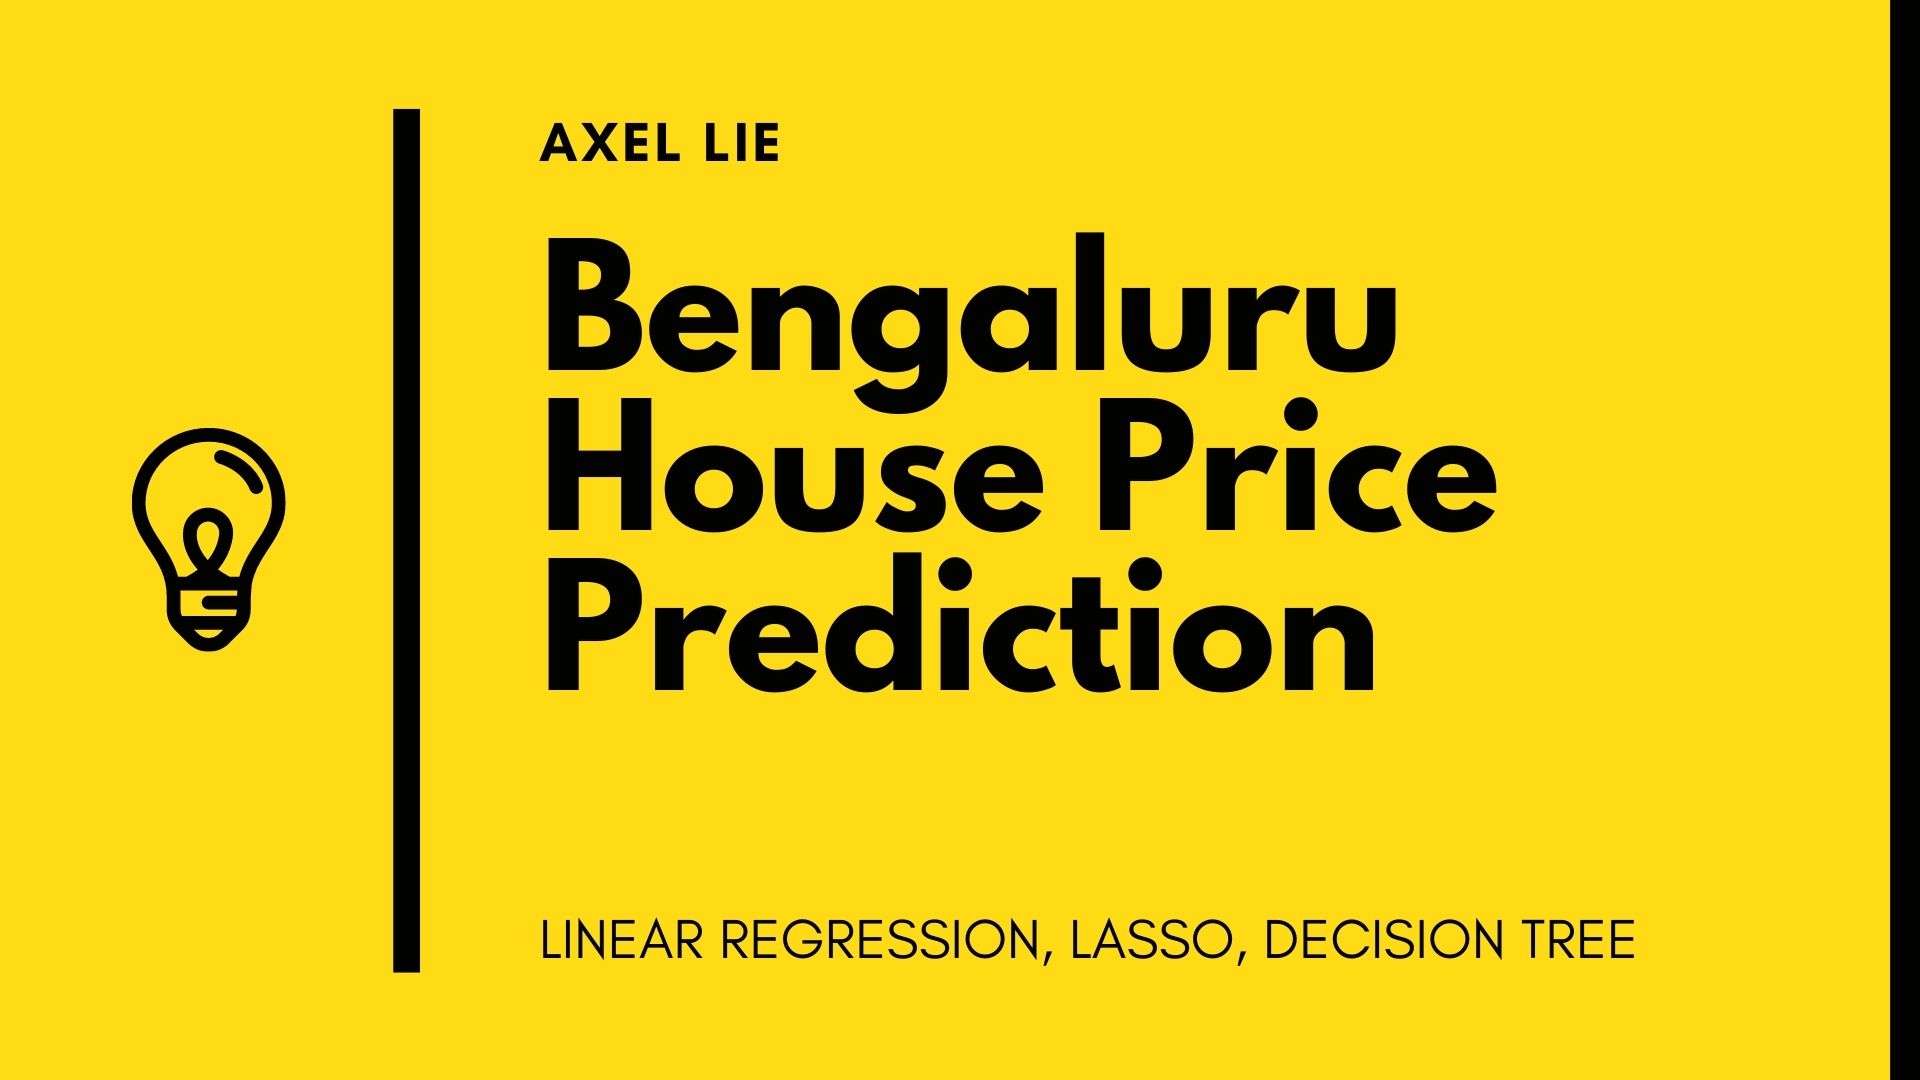 AXEL LIE
Bengaluru
House Price
Prediction
LINEAR REGRESSION, LASSO, DECISION TREE